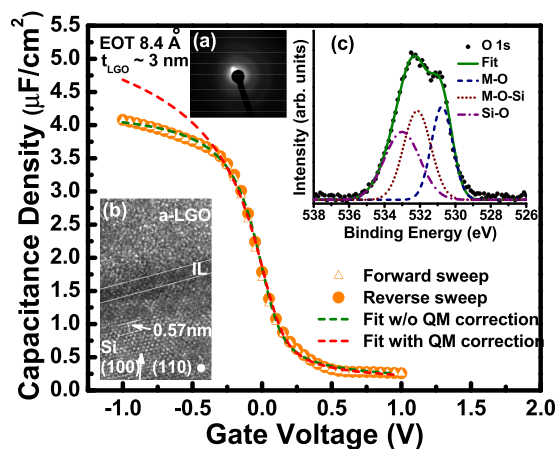 EOT 8.4 Å
t_LGO ~ 3 nm
(a)
(c)
O 1s
Fit
M-O
M-O-Si
Si-O
Intensity (arb. units)
538 536 534 532 530 528 526
Binding Energy (eV)
(b)
a-LGO
IL
0.57nm
Si
(100)
(110)
Forward sweep
Reverse sweep
Fit w/o QM correction
Fit with QM correction
Capacitance Density (μF/cm²)
5.5
5.0
4.5
4.0
3.5
3.0
2.5
2.0
1.5
1.0
0.5
0.0
-1.0 -0.5 0.0 0.5 1.0 1.5 2.0
Gate Voltage (V)